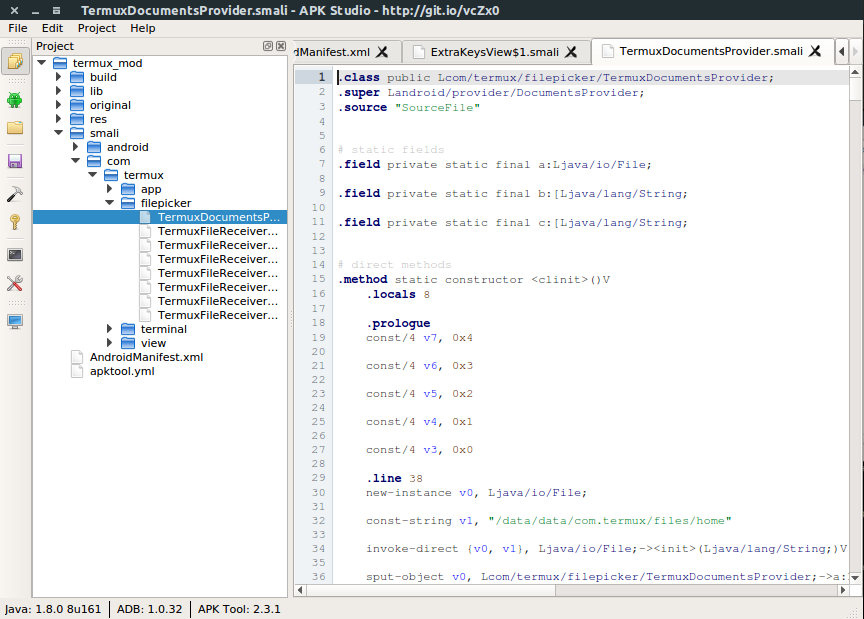 TermuxDocumentsProvider.smali - APK Studio - http://git.io/vcZx0
File Edit Project Help
Project
termux_mod
build
lib
original
res
smali
android
com
termux
app
filepicker
TermuxDocumentsP...
TermuxFileReceiver...
TermuxFileReceiver...
TermuxFileReceiver...
TermuxFileReceiver...
TermuxFileReceiver...
TermuxFileReceiver...
TermuxFileReceiver...
terminal
view
AndroidManifest.xml
apktool.yml
dManifest.xml ExtraKeysView$1.smali TermuxDocumentsProvider.smali
1 .class public Lcom/termux/filepicker/TermuxDocumentsProvider;
2 .super Landroid/provider/DocumentsProvider;
3 .source "SourceFile"
4
5
6 # static fields
7 .field private static final a:Ljava/io/File;
8
9 .field private static final b:[Ljava/lang/String;
10
11 .field private static final c:[Ljava/lang/String;
12
13
14 # direct methods
15 .method static constructor <clinit>()V
16 .locals 8
17
18 .prologue
19 const/4 v7, 0x4
20
21 const/4 v6, 0x3
22
23 const/4 v5, 0x2
24
25 const/4 v4, 0x1
26
27 const/4 v3, 0x0
28
29 .line 38
30 new-instance v0, Ljava/io/File;
31
32 const-string v1, "/data/data/com.termux/files/home"
33
34 invoke-direct {v0, v1}, Ljava/io/File;-><init>(Ljava/lang/String;)V
35
36 sput-object v0, Lcom/termux/filepicker/TermuxDocumentsProvider;->a:
Java: 1.8.0 8u161 ADB: 1.0.32 APK Tool: 2.3.1